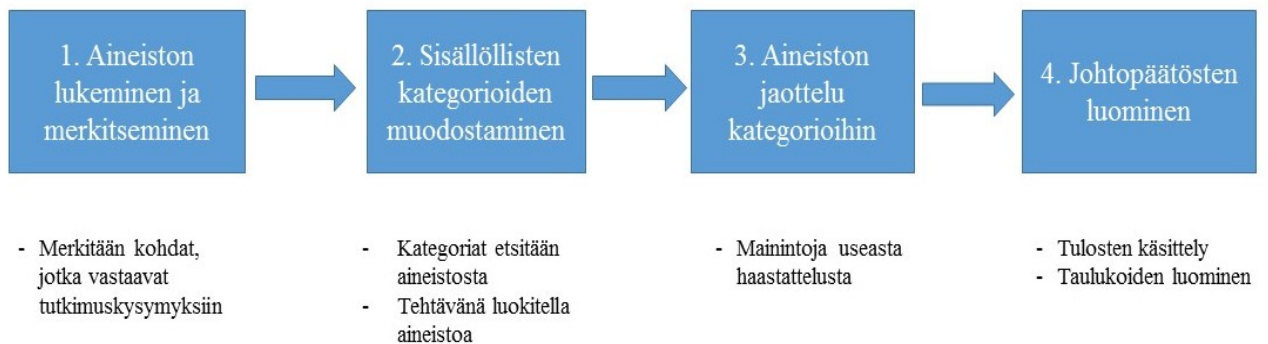 1. Aineiston
lukeminen ja
merkitseminen
2. Sisällöllisten
kategorioiden
muodostaminen
3. Aineiston
jaottelu
kategorioihin
4. Johtopäätösten
luominen
- Merkitään kohdat,
jotka vastaavat
tutkimuskysymyksiin
- Kategoriat etsitään
aineistosta
- Tehtävänä luokitella
aineistoa
- Mainintoja useasta
haastattelusta
- Tulosten käsittely
- Taulukoiden luominen